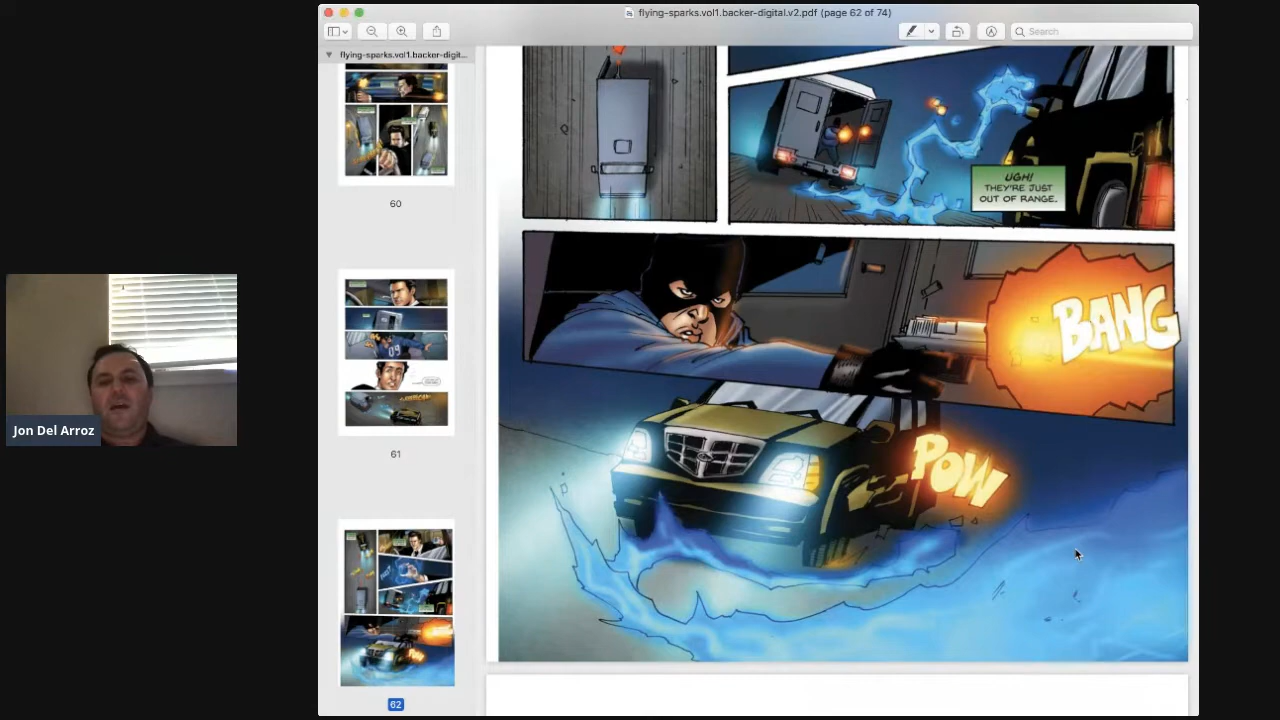 flying-sparks.vol1.backer-digital.v2.pdf (page 62 of 74)
Search
flying-sparks.vol1.backer-digit...
60
61
62
UGH!
THEY'RE JUST
OUT OF RANGE.
BANG
POW
09
Jon Del Arroz